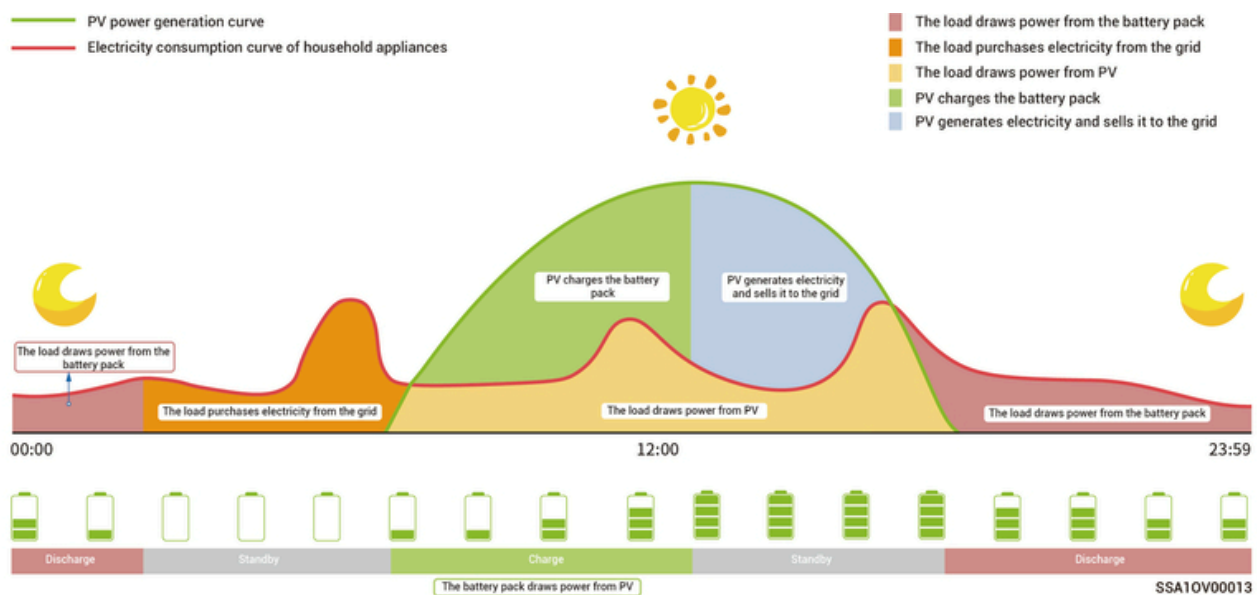 PV power generation curve
Electricity consumption curve of household appliances
The load draws power from the battery pack
The load purchases electricity from the grid
The load draws power from PV
PV charges the battery pack
PV generates electricity and sells it to the grid
PV charges the battery
pack
PV generates electricity
and sells it to the grid
The load draws power from the
battery pack
The load purchases electricity from the grid
The load draws power from PV
The load draws power from the battery pack
00:00
12:00
23:59
Discharge
Standby
Charge
Standby
Discharge
The battery pack draws power from PV
SSA1OV00013